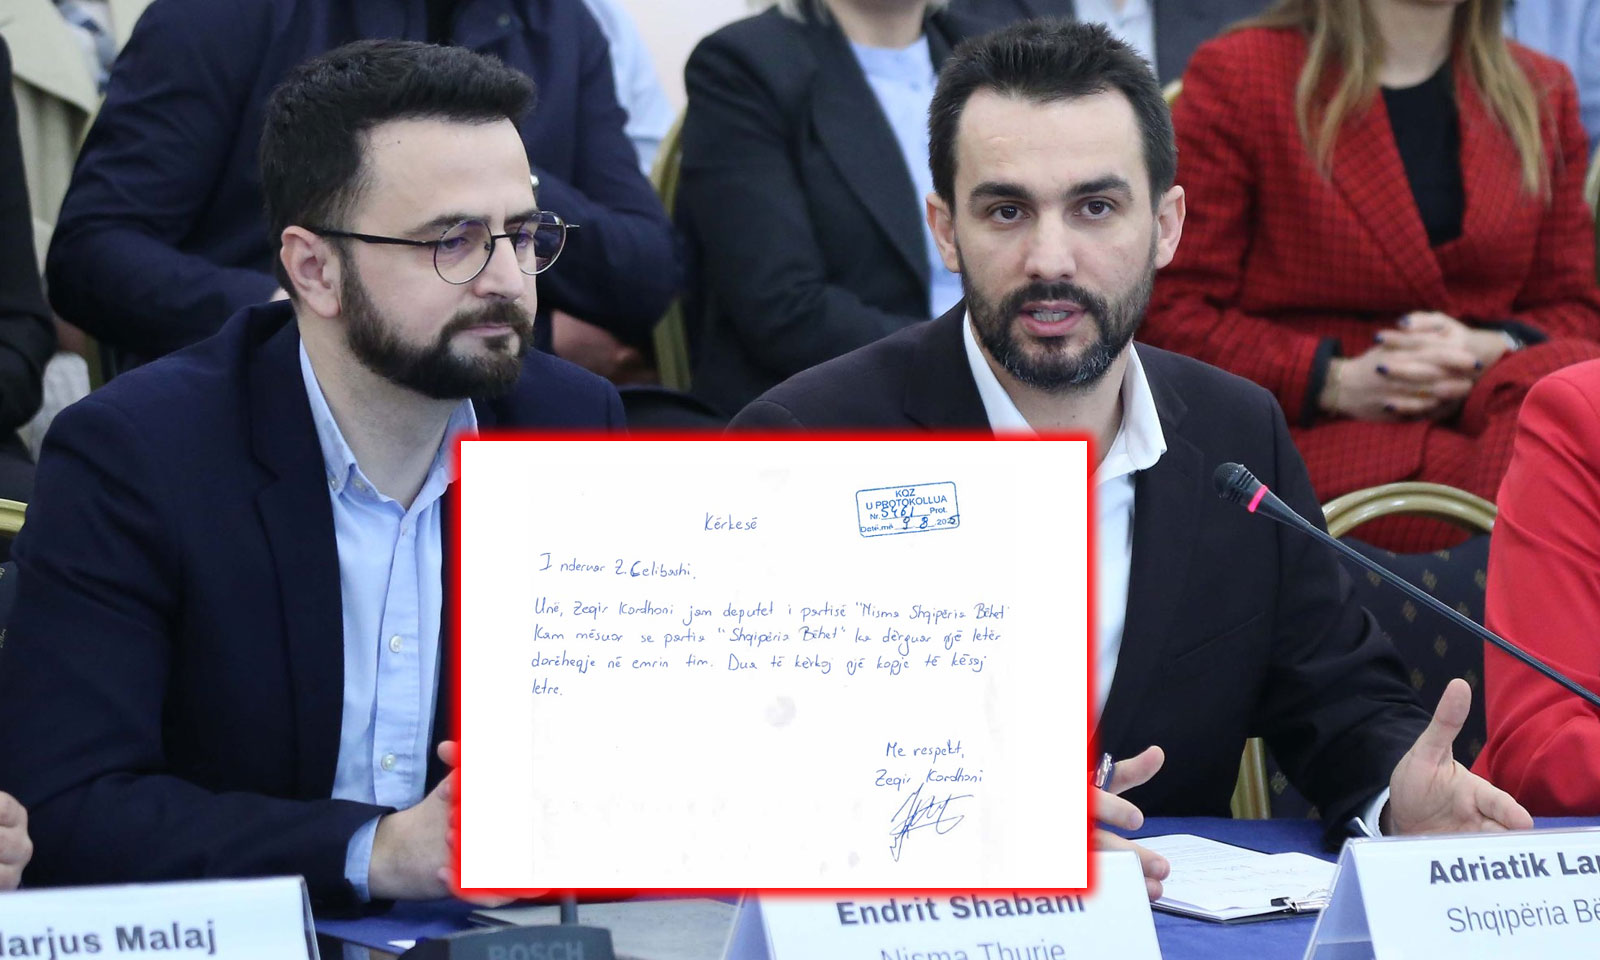 KQZ
U PROTOKOLLUA
Nr. 5461 Prot.
Datë.më 9 8 2025
Kërkesë
I nderuar Z. Celibashi,
Unë, Zeqir Kordhoni jam deputet i partisë "Nisma Shqipëria Bëhet"
Kam mësuar se partia "Shqipëria Bëhet" ka dërguar një letër
dorëheqje në emrin tim. Dua të kërkoj një kopje të kësaj
letre.
Me respekt,
Zeqir Kordhoni
arjus Malaj
BOSCH
Endrit Shabani
Nisma Thurje
Adriatik La
Shqipëria Bë